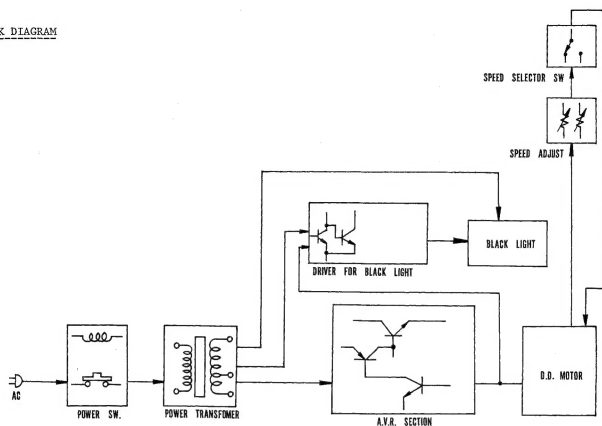 K DIAGRAM
SPEED SELECTOR SW
SPEED ADJUST
BLACK LIGHT
DRIVER FOR BLACK LIGHT
D.D. MOTOR
AC
POWER SW.
POWER TRANSFOMER
A.V.R. SECTION